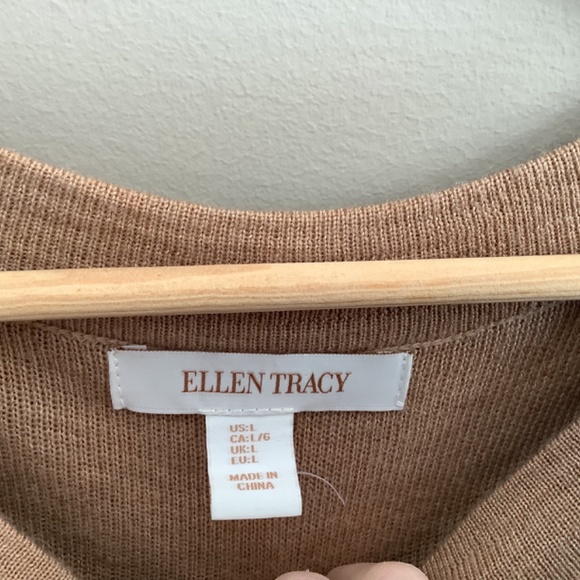 ELLEN TRACY
US:L
CA:L/G
UK:L
EU:L
MADE IN
CHINA